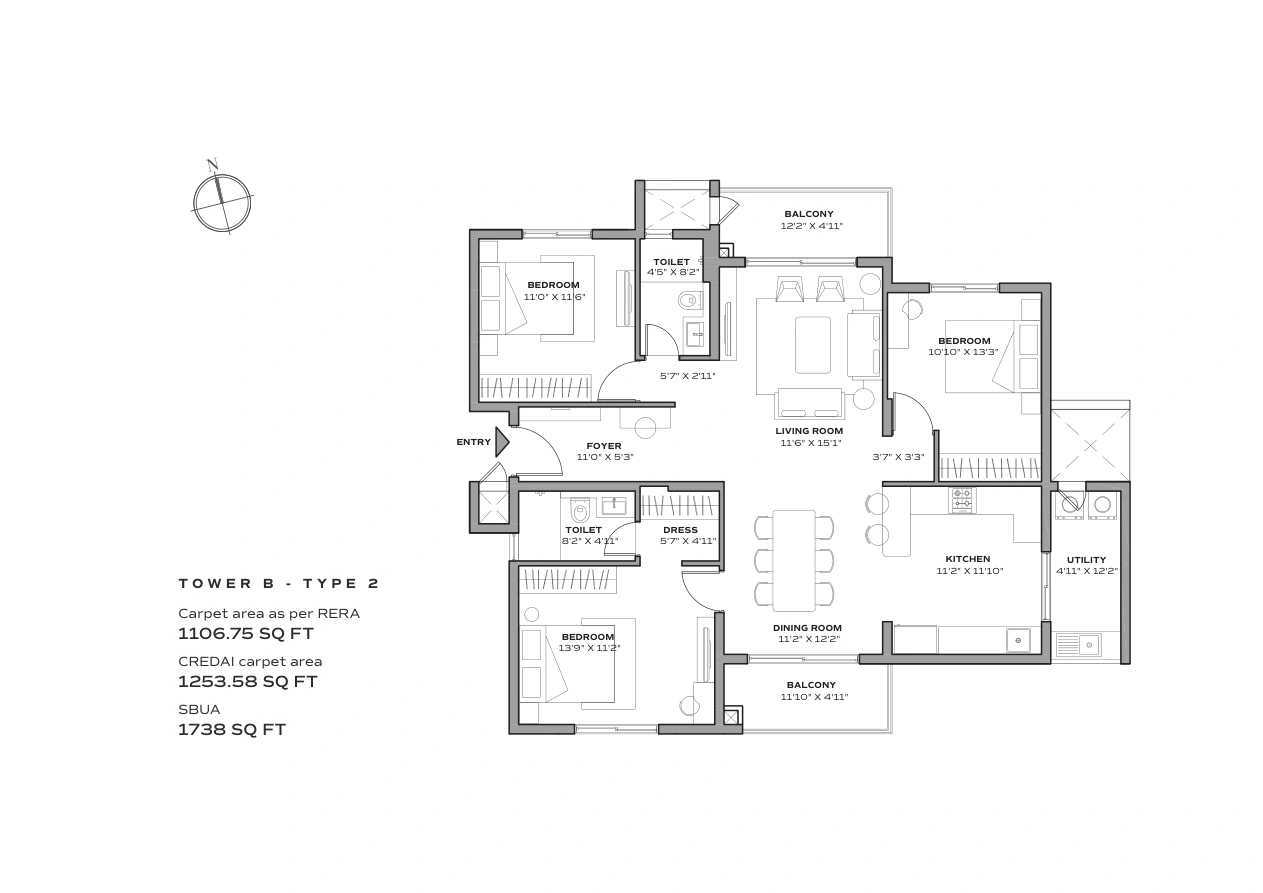 N
BALCONY
12'2" X 4'11"
TOILET
4'5" X 8'2"
BEDROOM
11'0" X 11'6"
BEDROOM
10'10" X 13'3"
5'7" X 2'11"
LIVING ROOM
11'6" X 15'1"
ENTRY
FOYER
11'0" X 5'3"
3'7" X 3'3"
TOILET
8'2" X 4'11"
DRESS
5'7" X 4'11"
KITCHEN
11'2" X 11'10"
UTILITY
4'11" X 12'2"
TOWER B - TYPE 2
Carpet area as per RERA
1106.75 SQ FT
CREDAI carpet area
1253.58 SQ FT
SBUA
1738 SQ FT
BEDROOM
13'9" X 11'2"
DINING ROOM
11'2" X 12'2"
BALCONY
11'10" X 4'11"